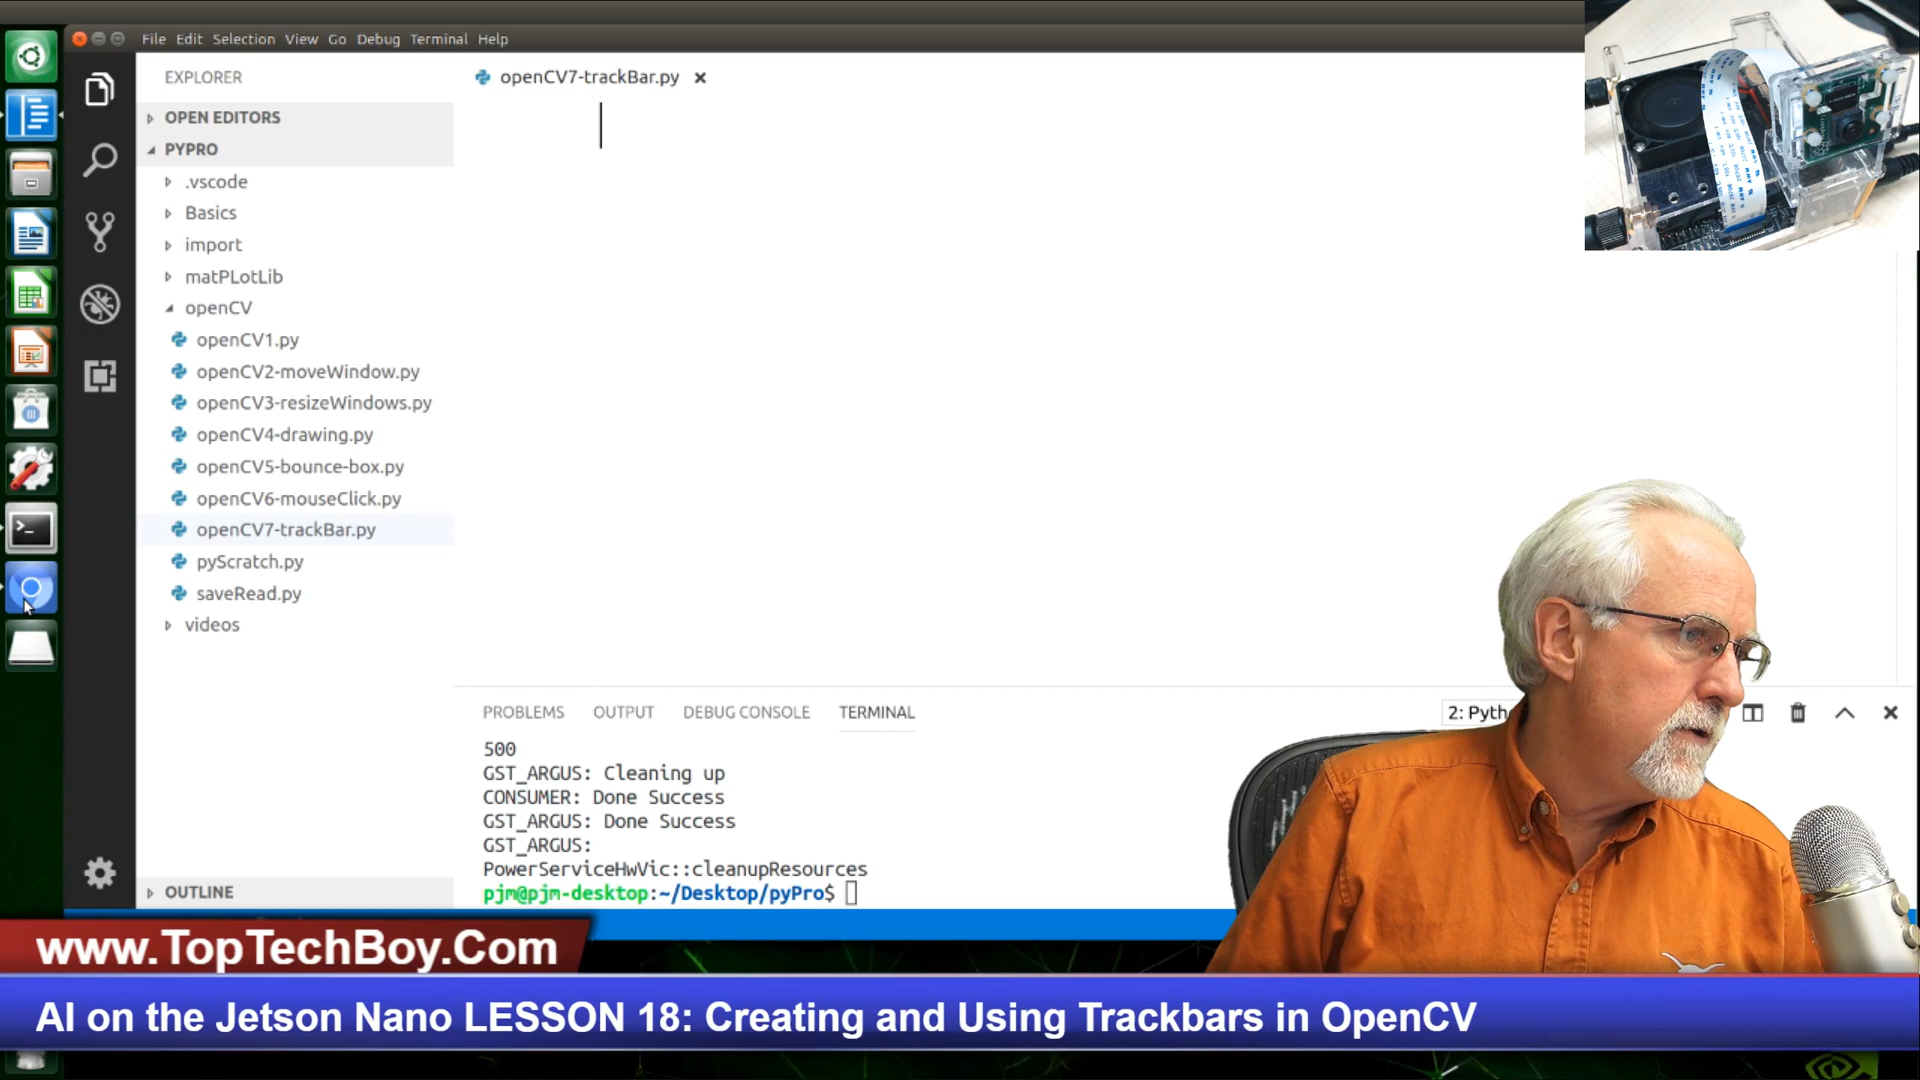 File Edit Selection View Go Debug Terminal Help
EXPLORER
openCV7-trackBar.py
OPEN EDITORS
PYPRO
.vscode
Basics
import
matPLotLib
openCV
openCV1.py
openCV2-moveWindow.py
openCV3-resizeWindows.py
openCV4-drawing.py
openCV5-bounce-box.py
openCV6-mouseClick.py
openCV7-trackBar.py
pyScratch.py
saveRead.py
videos
OUTLINE
PROBLEMS OUTPUT DEBUG CONSOLE TERMINAL
2: Pyth
500
GST_ARGUS: Cleaning up
CONSUMER: Done Success
GST_ARGUS: Done Success
GST_ARGUS:
PowerServiceHwVic::cleanupResources
pjm@pjm-desktop:~/Desktop/pyPro$
www.TopTechBoy.Com
AI on the Jetson Nano LESSON 18: Creating and Using Trackbars in OpenCV